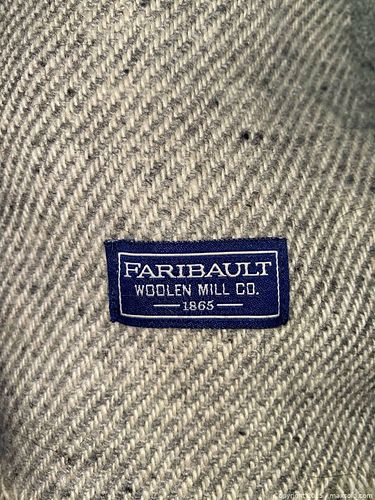 FARIBAULT
WOOLEN MILL CO.
— 1865 —